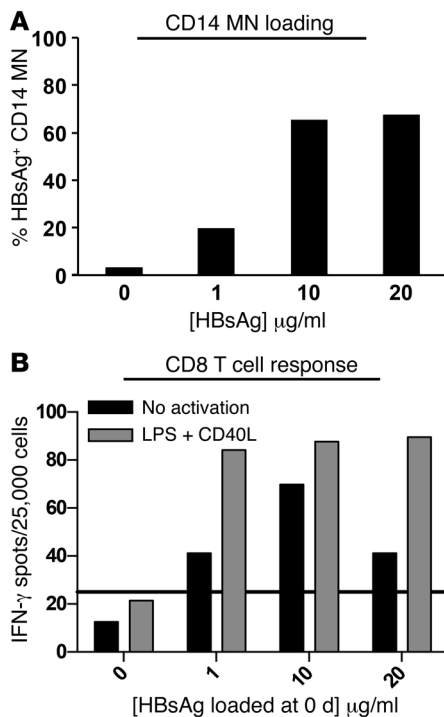 A
CD14 MN loading
% HBsAg⁺ CD14 MN
100
80
60
40
20
0
0 1 10 20
[HBsAg] μg/ml
B
CD8 T cell response
No activation
LPS + CD40L
IFN-γ spots/25,000 cells
100
80
60
40
20
0
0 1 10 20
[HBsAg loaded at 0 d] μg/ml